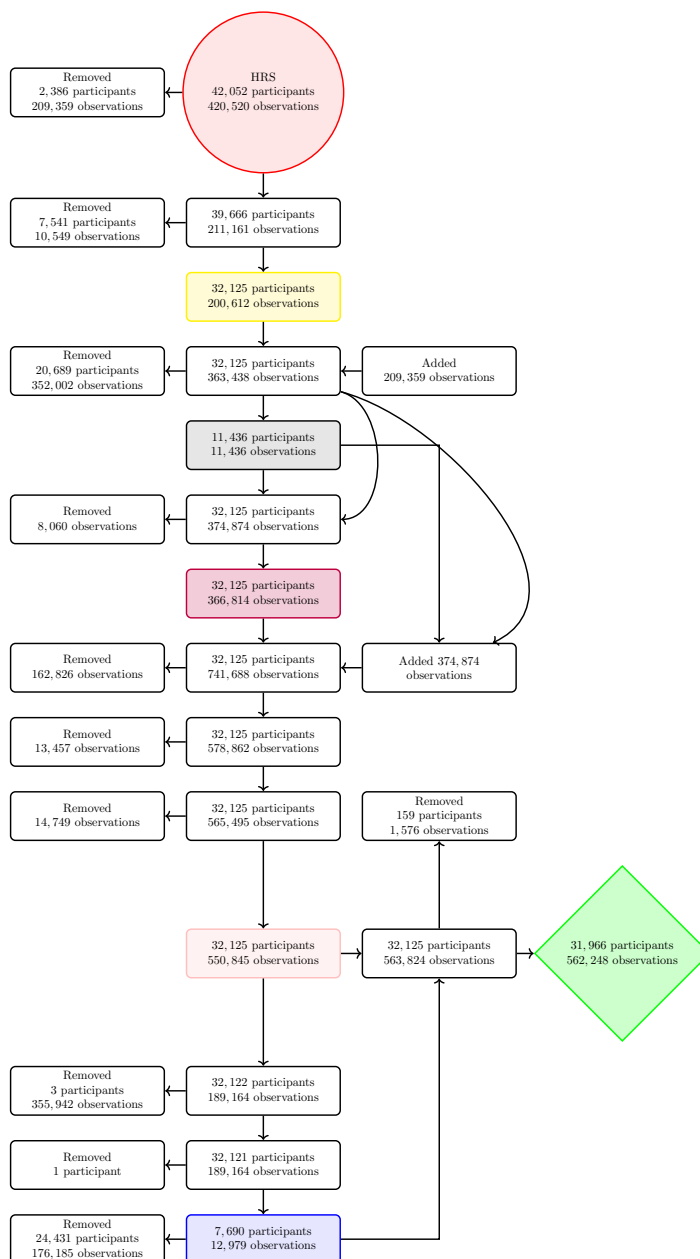 Removed
2,386 participants
209,359 observations
HRS
42,052 participants
420,520 observations
Removed
7,541 participants
10,549 observations
39,666 participants
211,161 observations
32,125 participants
200,612 observations
Removed
20,689 participants
352,002 observations
32,125 participants
363,438 observations
Added
209,359 observations
11,436 participants
11,436 observations
Removed
8,060 observations
32,125 participants
374,874 observations
32,125 participants
366,814 observations
Removed
162,826 observations
32,125 participants
741,688 observations
Added 374,874
observations
Removed
13,457 observations
32,125 participants
578,862 observations
Removed
14,749 observations
32,125 participants
565,495 observations
Removed
159 participants
1,576 observations
32,125 participants
550,845 observations
32,125 participants
563,824 observations
31,966 participants
562,248 observations
Removed
3 participants
355,942 observations
32,122 participants
189,164 observations
Removed
1 participant
32,121 participants
189,164 observations
Removed
24,431 participants
176,185 observations
7,690 participants
12,979 observations